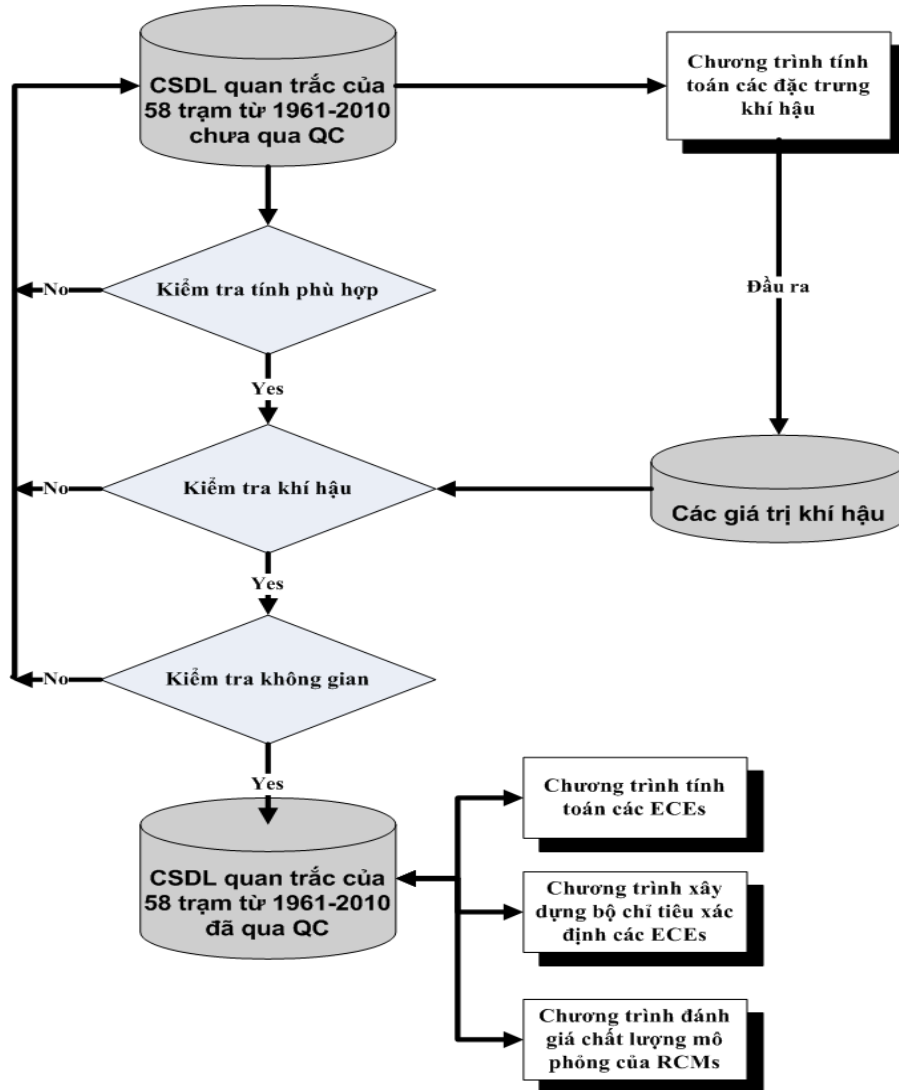 CSDL quan trắc của
58 trạm từ 1961-2010
chưa qua QC
Chương trình tính
toán các đặc trưng
khí hậu
No
Kiểm tra tính phù hợp
Đầu ra
Yes
No
Kiểm tra khí hậu
Các giá trị khí hậu
Yes
No
Kiểm tra không gian
Yes
CSDL quan trắc của
58 trạm từ 1961-2010
đã qua QC
Chương trình tính
toán các ECEs
Chương trình xây
dựng bộ chỉ tiêu xác
định các ECEs
Chương trình đánh
giá chất lượng mô
phỏng của RCMs